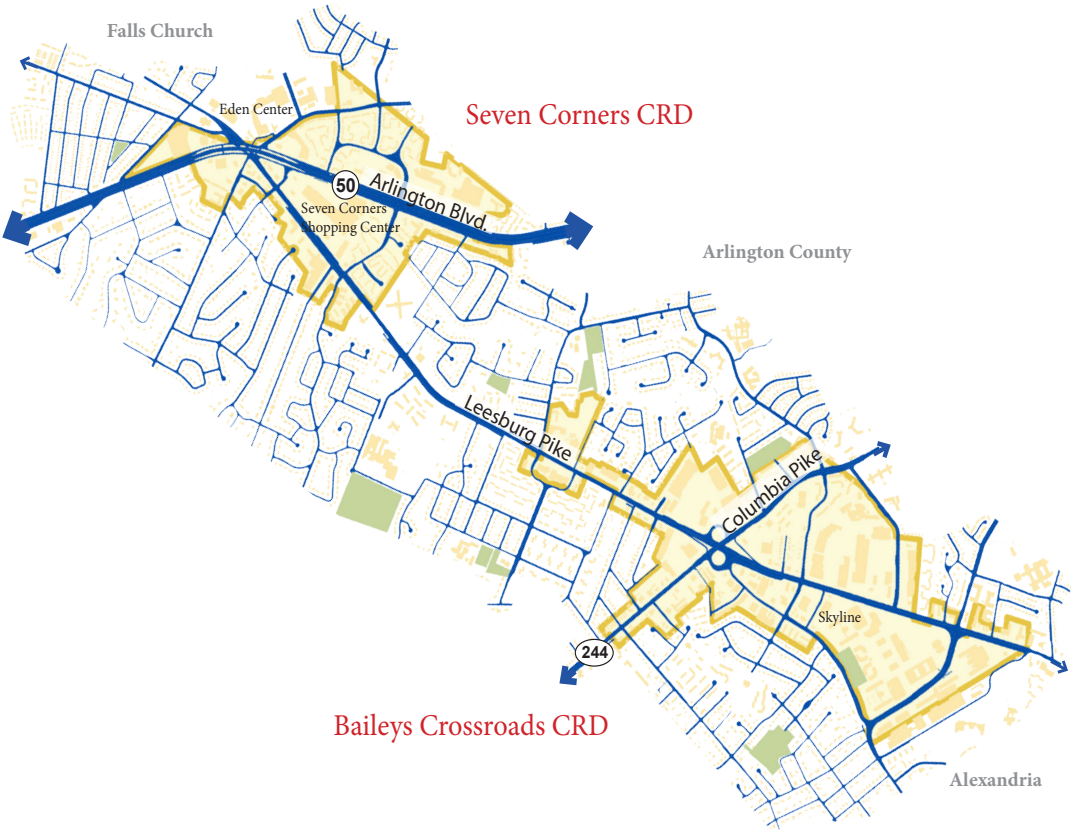 Falls Church
Eden Center
Seven Corners CRD
50
Arlington Blvd.
Seven Corners
Shopping Center
Arlington County
Leesburg Pike
Columbia Pike
Skyline
244
Baileys Crossroads CRD
Alexandria